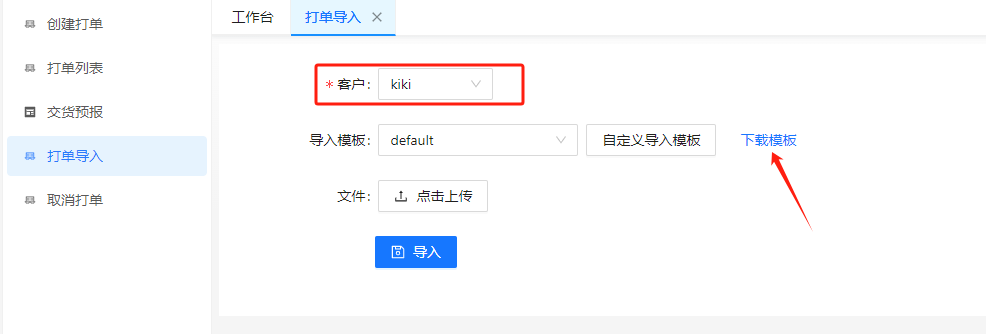 创建打单
打单列表
交货预报
打单导入
取消打单
工作台 打单导入
* 客户: kiki
导入模板: default 自定义导入模板 下载模板
文件: 点击上传
导入